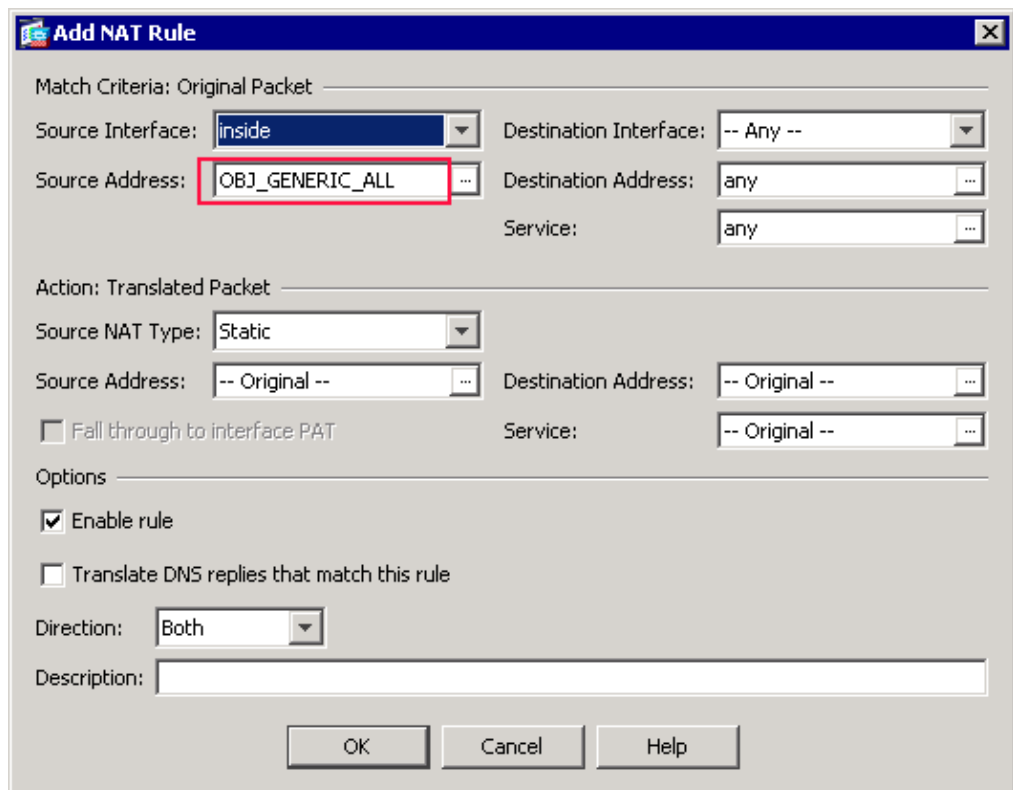 Add NAT Rule
Match Criteria: Original Packet
Source Interface: inside Destination Interface: -- Any --
Source Address: OBJ_GENERIC_ALL ... Destination Address: any ...
Service: any ...
Action: Translated Packet
Source NAT Type: Static
Source Address: -- Original -- ... Destination Address: -- Original -- ...
Fall through to interface PAT Service: -- Original -- ...
Options
Enable rule
Translate DNS replies that match this rule
Direction: Both
Description:
OK Cancel Help